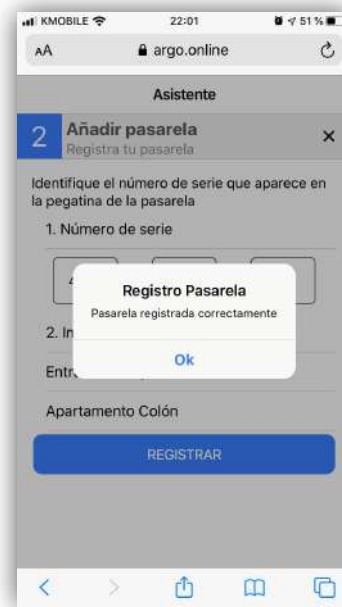 KMOBILE 22:01 51 %
AA argo.online
Asistente
2 Añadir pasarela
Registra tu pasarela
Identifique el número de serie que aparece en
la pegatina de la pasarela
1. Número de serie
Registro Pasarela
Pasarela registrada correctamente
Ok
2. In
Entr
Apartamento Colón
REGISTRAR